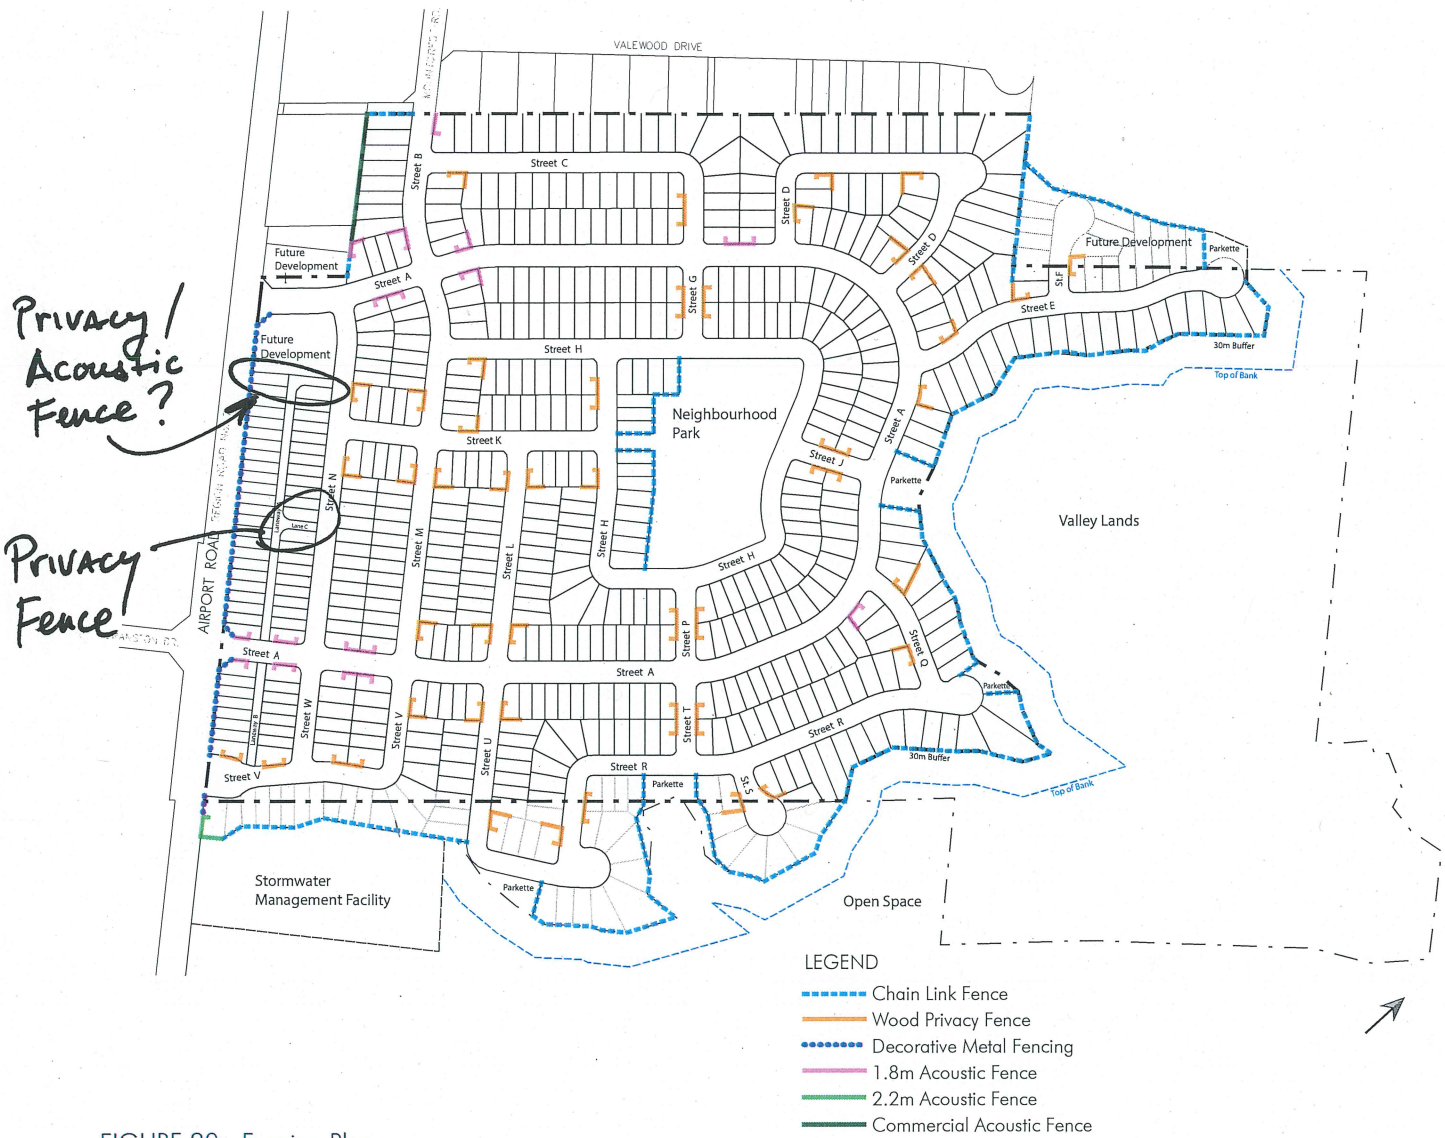 VALEWOOD DRIVE
Street B
Street C
Street D
Street D
Future
Development
Future Development
Parkette
Street A
Street G
St.F
Street E
Privacy /
Acoustic
Fence ?
Future
Development
Street H
30m Buffer
Top of Bank
Neighbourhood
Park
Street A
Street K
Street J
Parkette
Street N
Valley Lands
Lane C
Street M
Street L
Street H
Street H
AIRPORT ROAD
Privacy
Fence
Street P
Street Q
Street A
Street A
Parkette
Laneway B
Street W
Street V
Street U
Street T
Street R
30m Buffer
Street V
Street R
Parkette
St.S
Top of Bank
Stormwater
Management Facility
Parkette
Open Space
LEGEND
Chain Link Fence
Wood Privacy Fence
Decorative Metal Fencing
1.8m Acoustic Fence
2.2m Acoustic Fence
Commercial Acoustic Fence